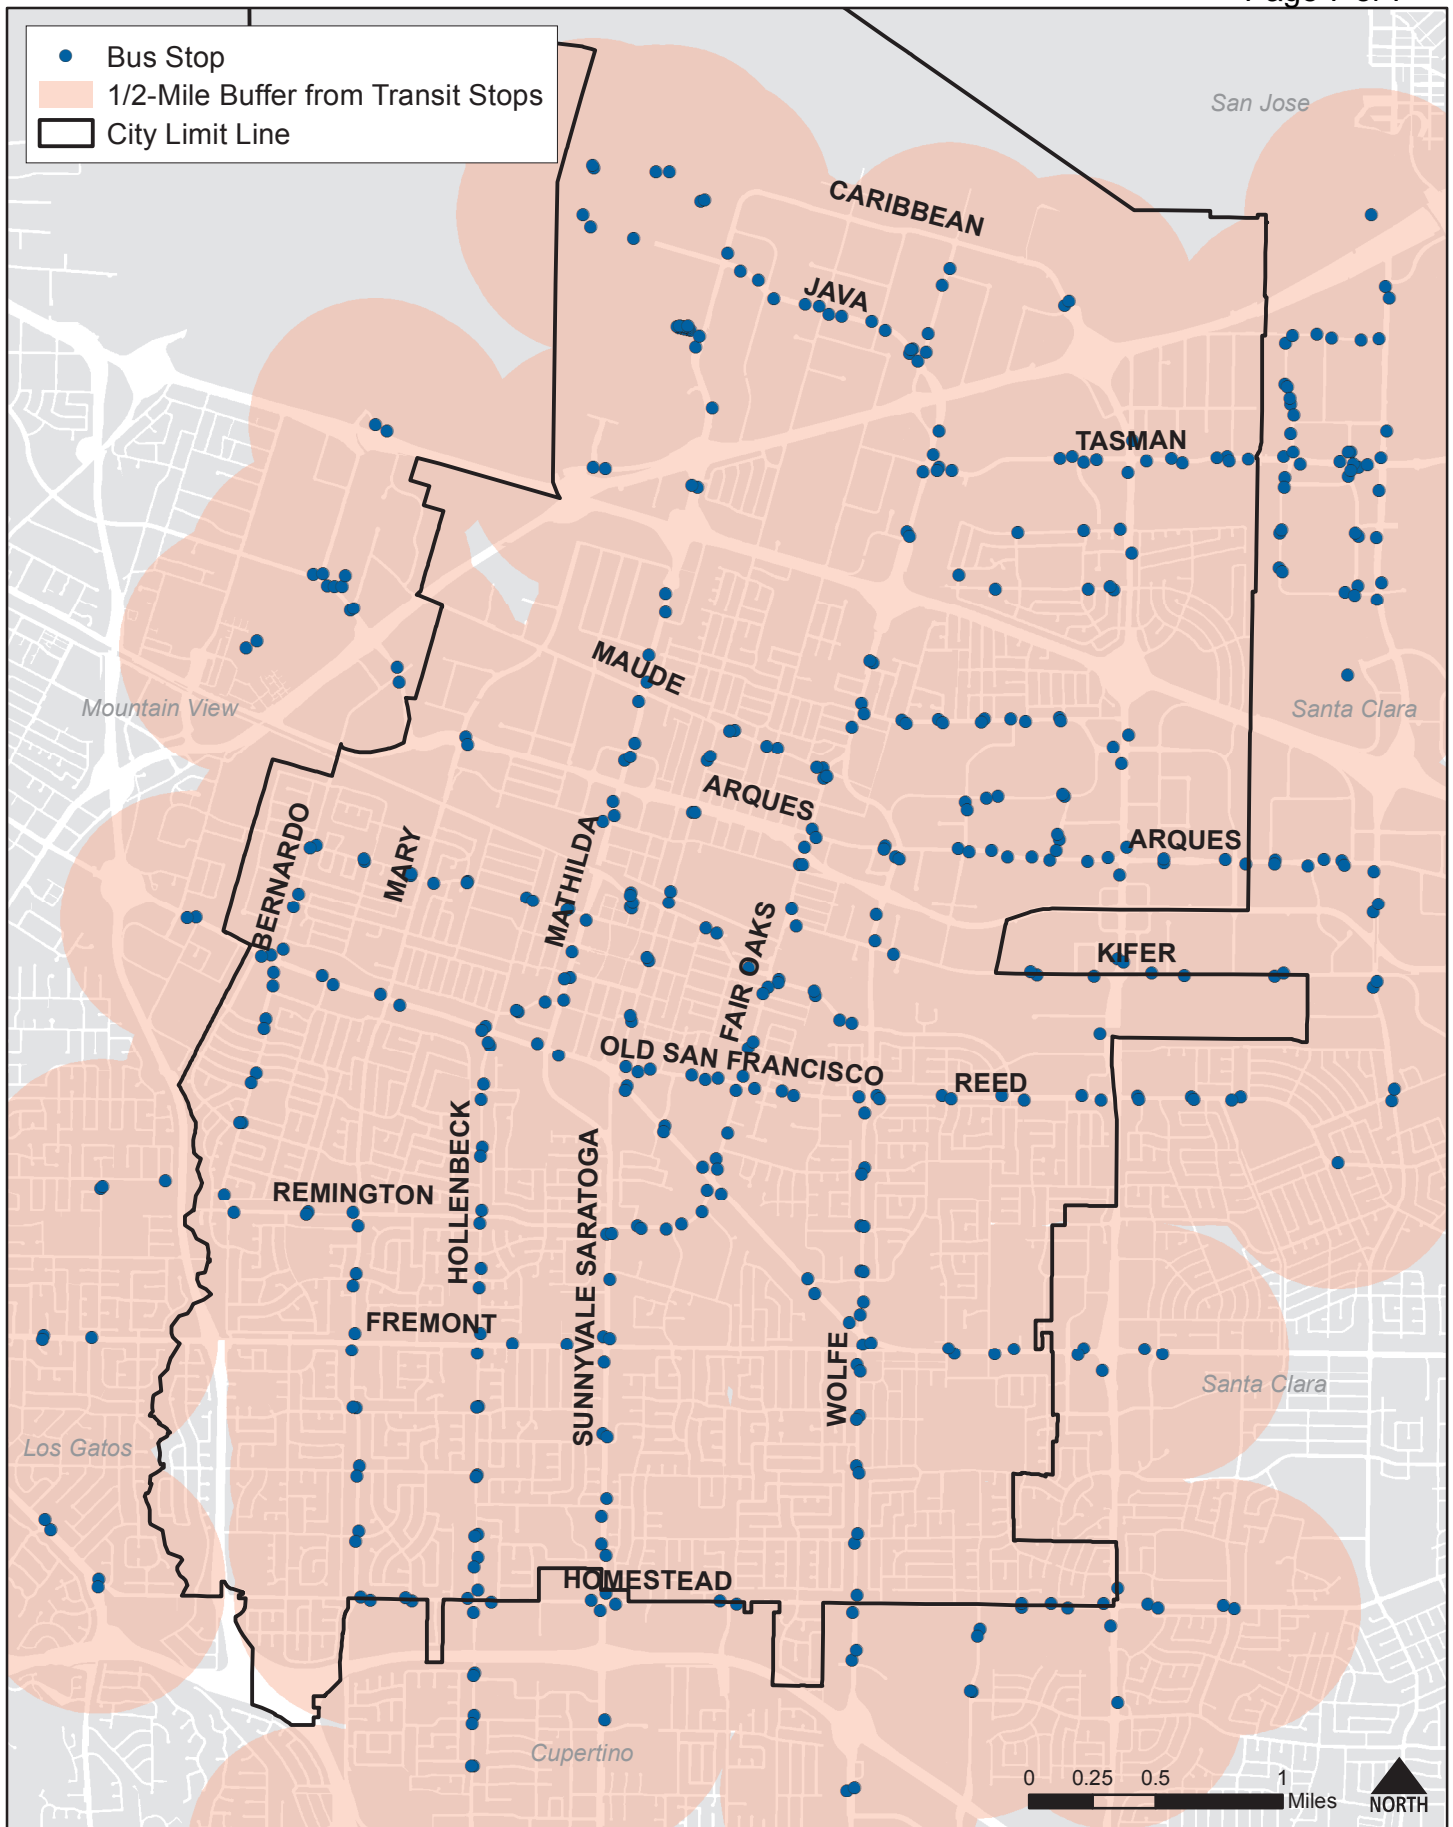 Bus Stop
1/2-Mile Buffer from Transit Stops
City Limit Line
San Jose
CARIBBEAN
JAVA
TASMAN
MAUDE
Mountain View
Santa Clara
ARQUES
BERNARDO
MARY
MATHILDA
ARQUES
FAIR OAKS
KIFER
OLD SAN FRANCISCO
REED
HOLLENBECK
SUNNYVALE SARATOGA
REMINGTON
FREMONT
WOLFE
Santa Clara
Los Gatos
HOMESTEAD
Cupertino
0 0.25 0.5 1
Miles
NORTH